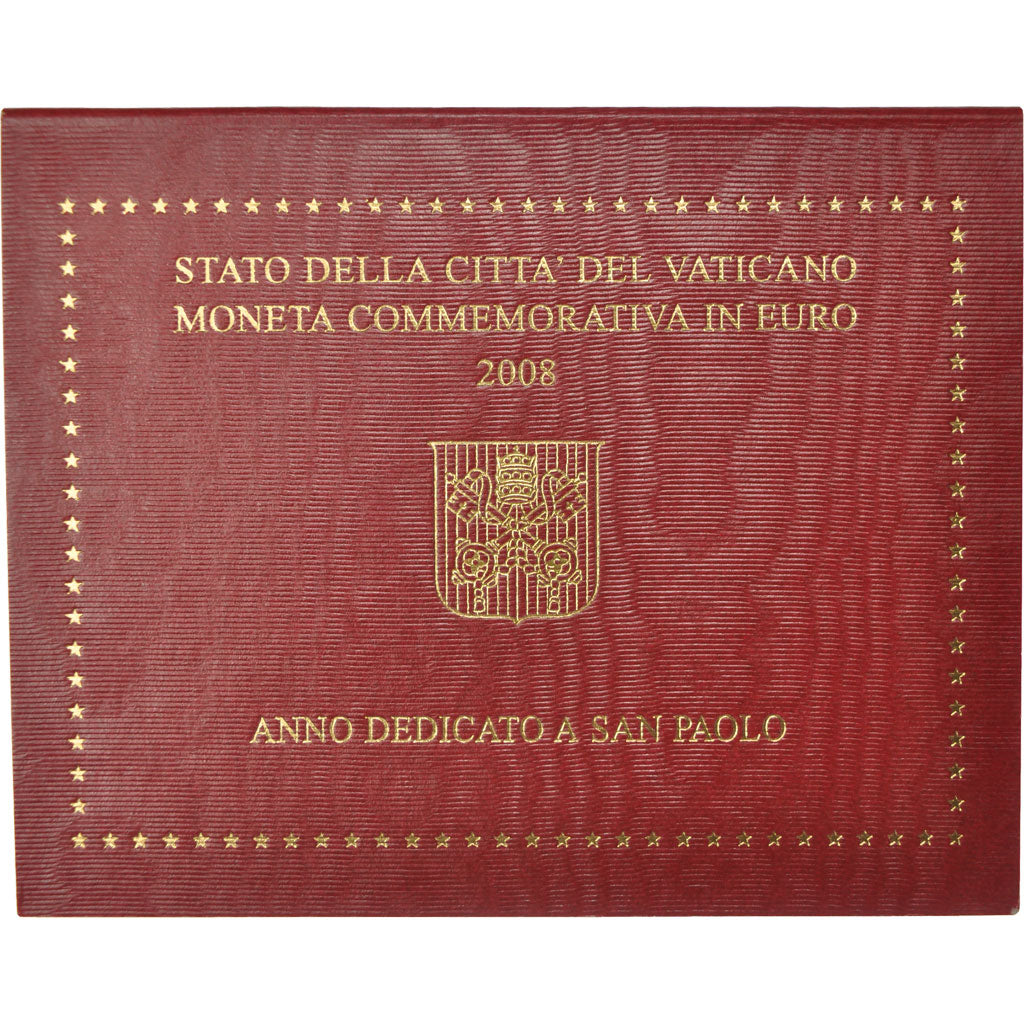 STATO DELLA CITTA' DEL VATICANO
MONETA COMMEMORATIVA IN EURO
2008
ANNO DEDICATO A SAN PAOLO